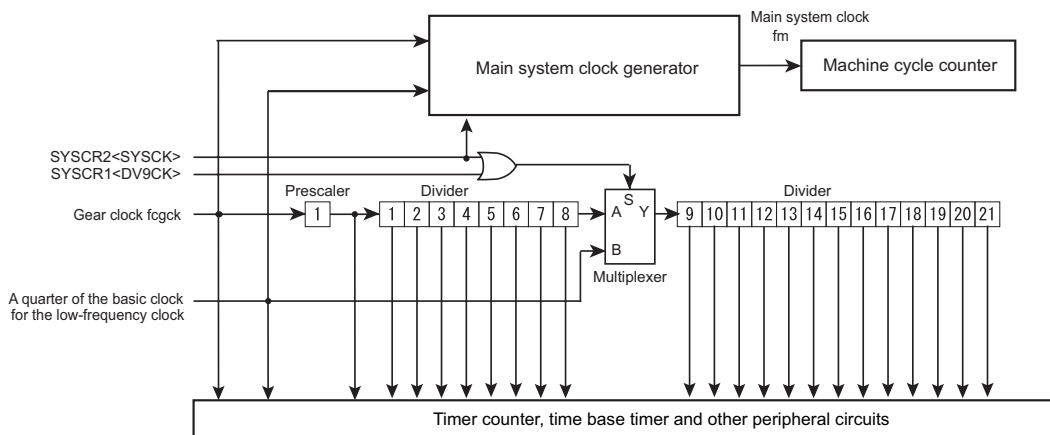 Main system clock
fm
Main system clock generator
Machine cycle counter
SYSCR2<SYSCK>
SYSCR1<DV9CK>
Prescaler
Divider
S
Divider
Gear clock fcgck
1
1 2 3 4 5 6 7 8
A
Y
9 10 11 12 13 14 15 16 17 18 19 20 21
B
Multiplexer
A quarter of the basic clock
for the low-frequency clock
Timer counter, time base timer and other peripheral circuits